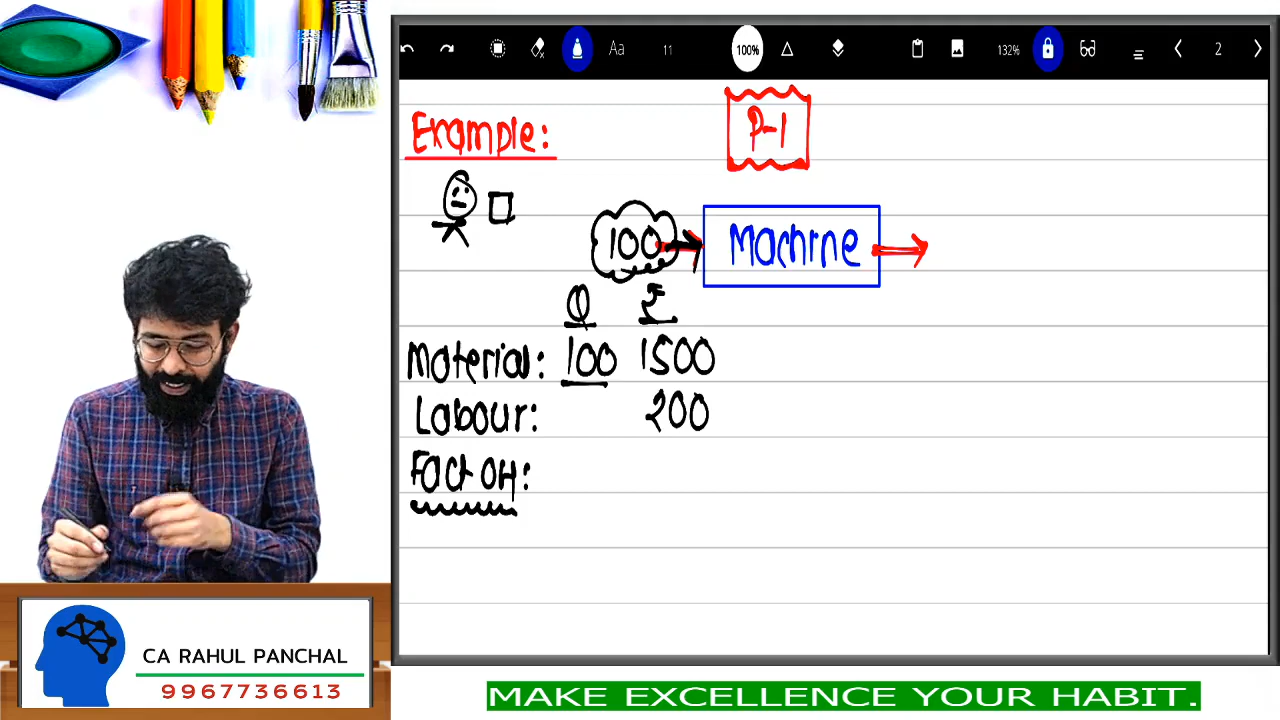 Aa 11 100% 132% 2
Example:
P-1
100 Machine
Q ₹
Material: 100 1500
Labour: 200
Fact OH:
CA RAHUL PANCHAL
9967736613
MAKE EXCELLENCE YOUR HABIT.